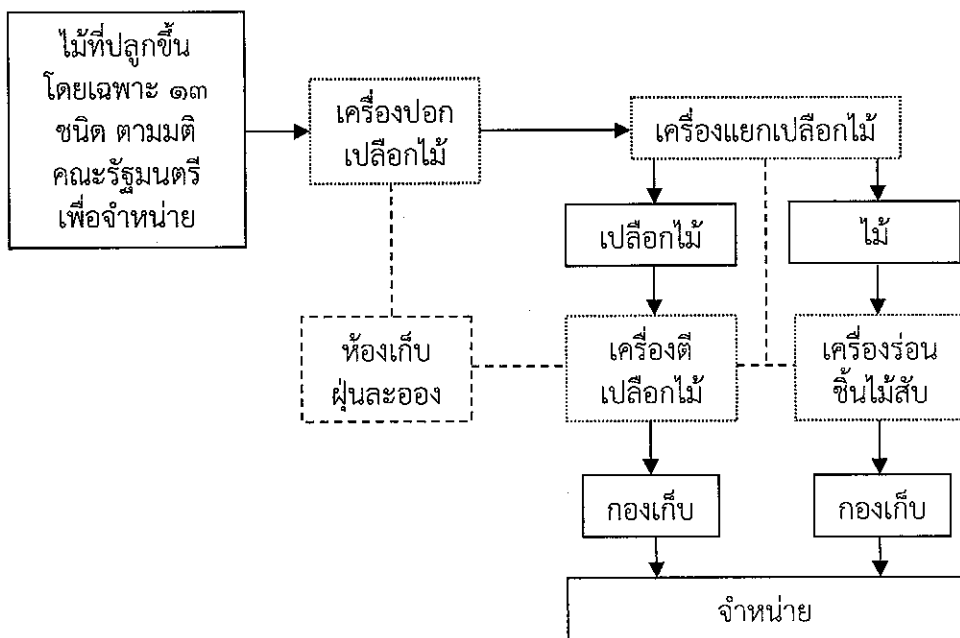 ไม้ที่ปลูกขึ้น
โดยเฉพาะ ๑๓
ชนิด ตามมติ
คณะรัฐมนตรี
เพื่อจำหน่าย
เครื่องปอก
เปลือกไม้
เครื่องแยกเปลือกไม้
เปลือกไม้
ไม้
ห้องเก็บ
ฝุ่นละออง
เครื่องตี
เปลือกไม้
เครื่องร่อน
ชิ้นไม้สับ
กองเก็บ
กองเก็บ
จำหน่าย